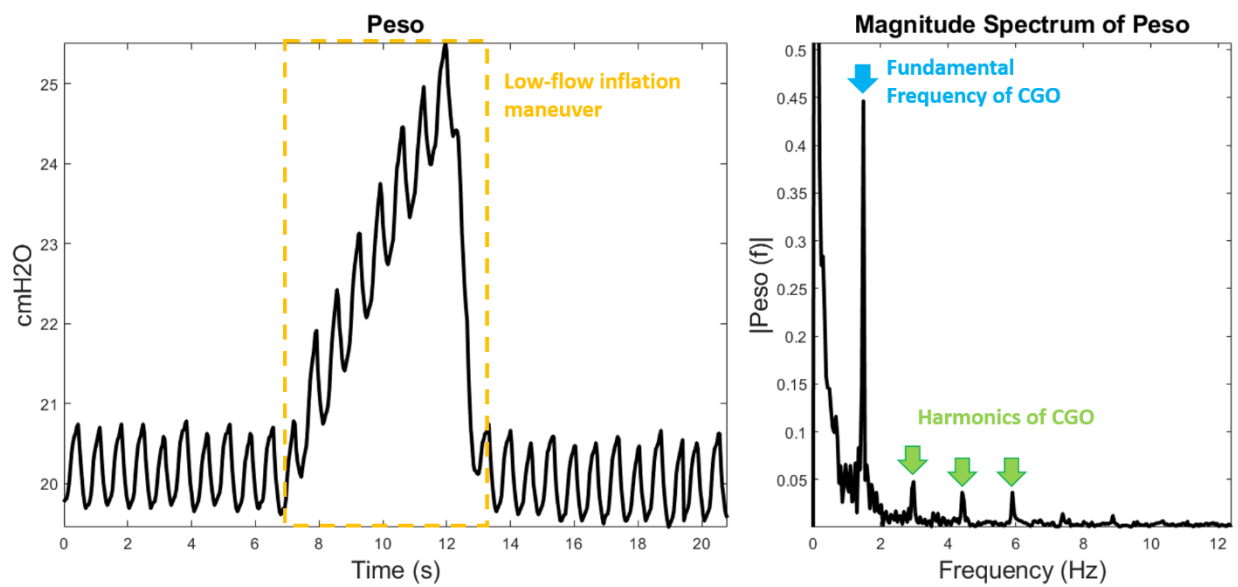 Peso
25
24
23
22
21
20
cmH2O
0 2 4 6 8 10 12 14 16 18 20
Time (s)
Low-flow inflation
maneuver
Magnitude Spectrum of Peso
0.5
0.45
0.4
0.35
0.3
0.25
0.2
0.15
0.1
0.05
|Peso (f)|
0 2 4 6 8 10 12
Frequency (Hz)
Fundamental
Frequency of CGO
Harmonics of CGO